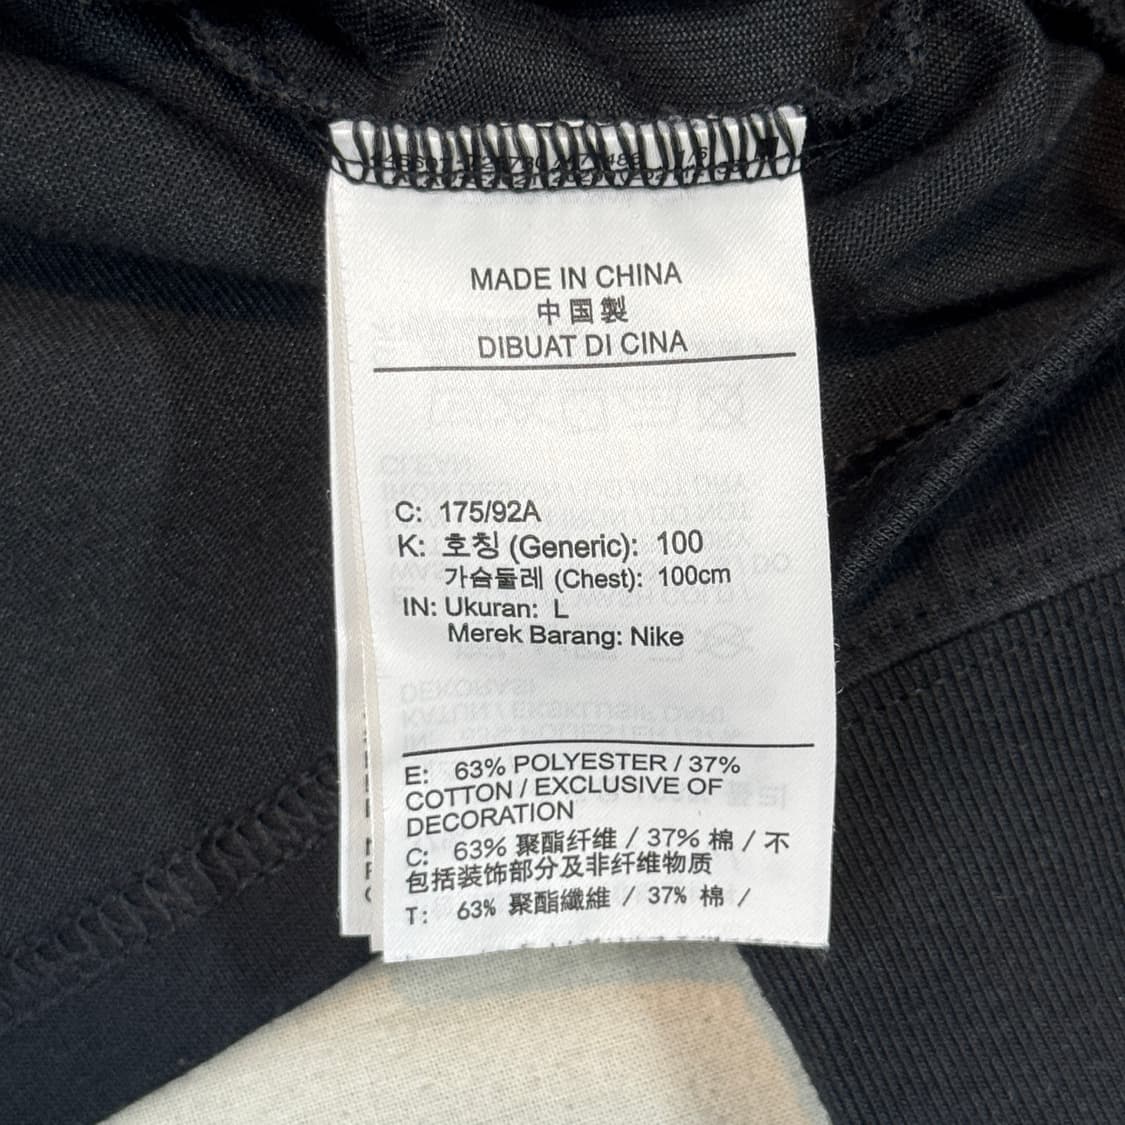 MADE IN CHINA
中国製
DIBUAT DI CINA
C: 175/92A
K: 호칭 (Generic): 100
가슴둘레 (Chest): 100cm
IN: Ukuran: L
Merek Barang: Nike
E: 63% POLYESTER / 37%
COTTON / EXCLUSIVE OF
DECORATION
C: 63% 聚酯纤维 / 37% 棉 / 不
包括装饰部分及非纤维物质
T: 63% 聚酯纖維 / 37% 棉 /